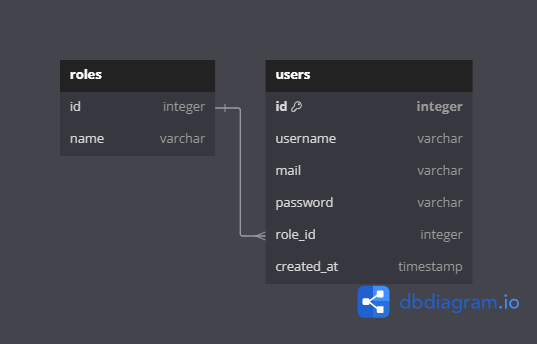 roles
id integer
name varchar
users
id integer
username varchar
mail varchar
password varchar
role_id integer
created_at timestamp
dbdiagram.io